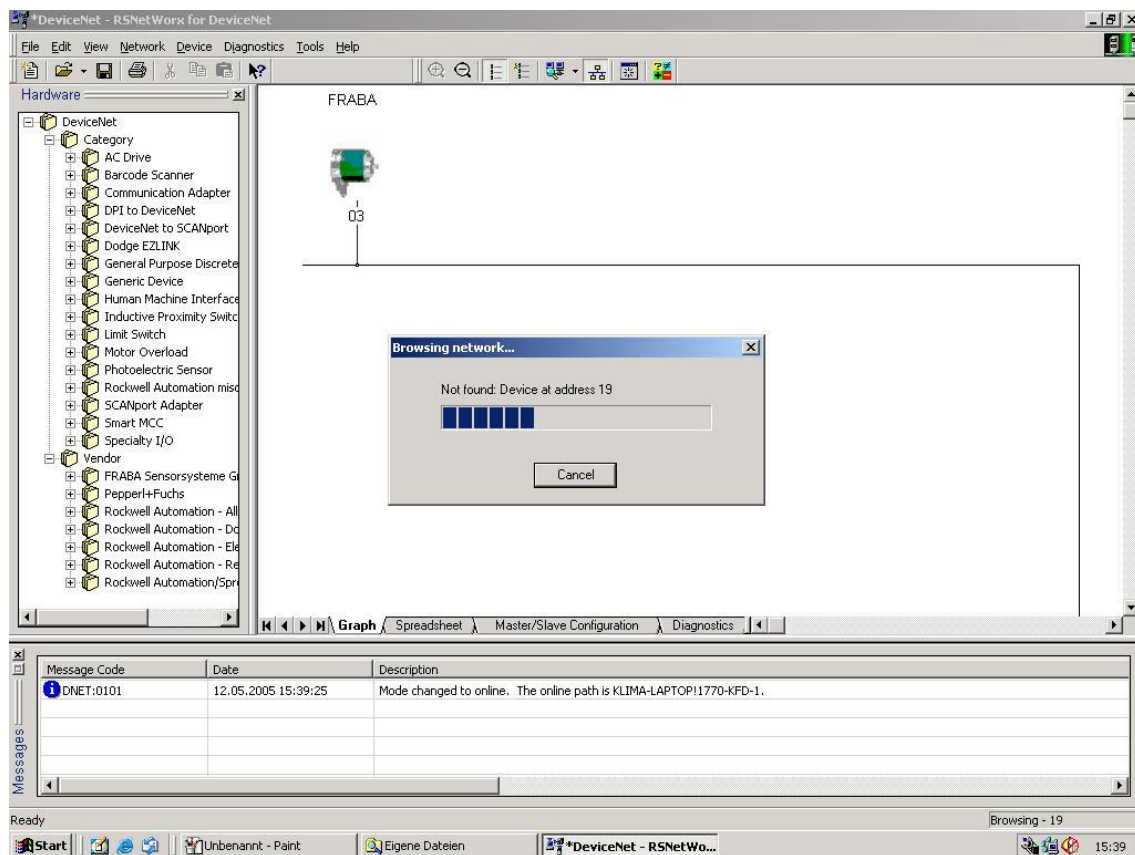 *DeviceNet - RSNetWorx for DeviceNet
File Edit View Network Device Diagnostics Tools Help
Hardware
DeviceNet
Category
AC Drive
Barcode Scanner
Communication Adapter
DPI to DeviceNet
DeviceNet to SCANport
Dodge EZLINK
General Purpose Discrete
Generic Device
Human Machine Interface
Inductive Proximity Switc
Limit Switch
Motor Overload
Photoelectric Sensor
Rockwell Automation misc
SCANport Adapter
Smart MCC
Specialty I/O
Vendor
FRABA Sensorsysteme G
Pepperl+Fuchs
Rockwell Automation - All
Rockwell Automation - Do
Rockwell Automation - Ele
Rockwell Automation - Re
Rockwell Automation/Spr
FRABA
03
Browsing network...
Not found: Device at address 19
Cancel
Graph Spreadsheet Master/Slave Configuration Diagnostics
Messages
Message Code Date Description
DNET:0101 12.05.2005 15:39:25 Mode changed to online. The online path is KLIMA-LAPTOP!1770-KFD-1.
Ready Browsing - 19
Start Unbenannt - Paint Eigene Dateien *DeviceNet - RSNetWo... 15:39